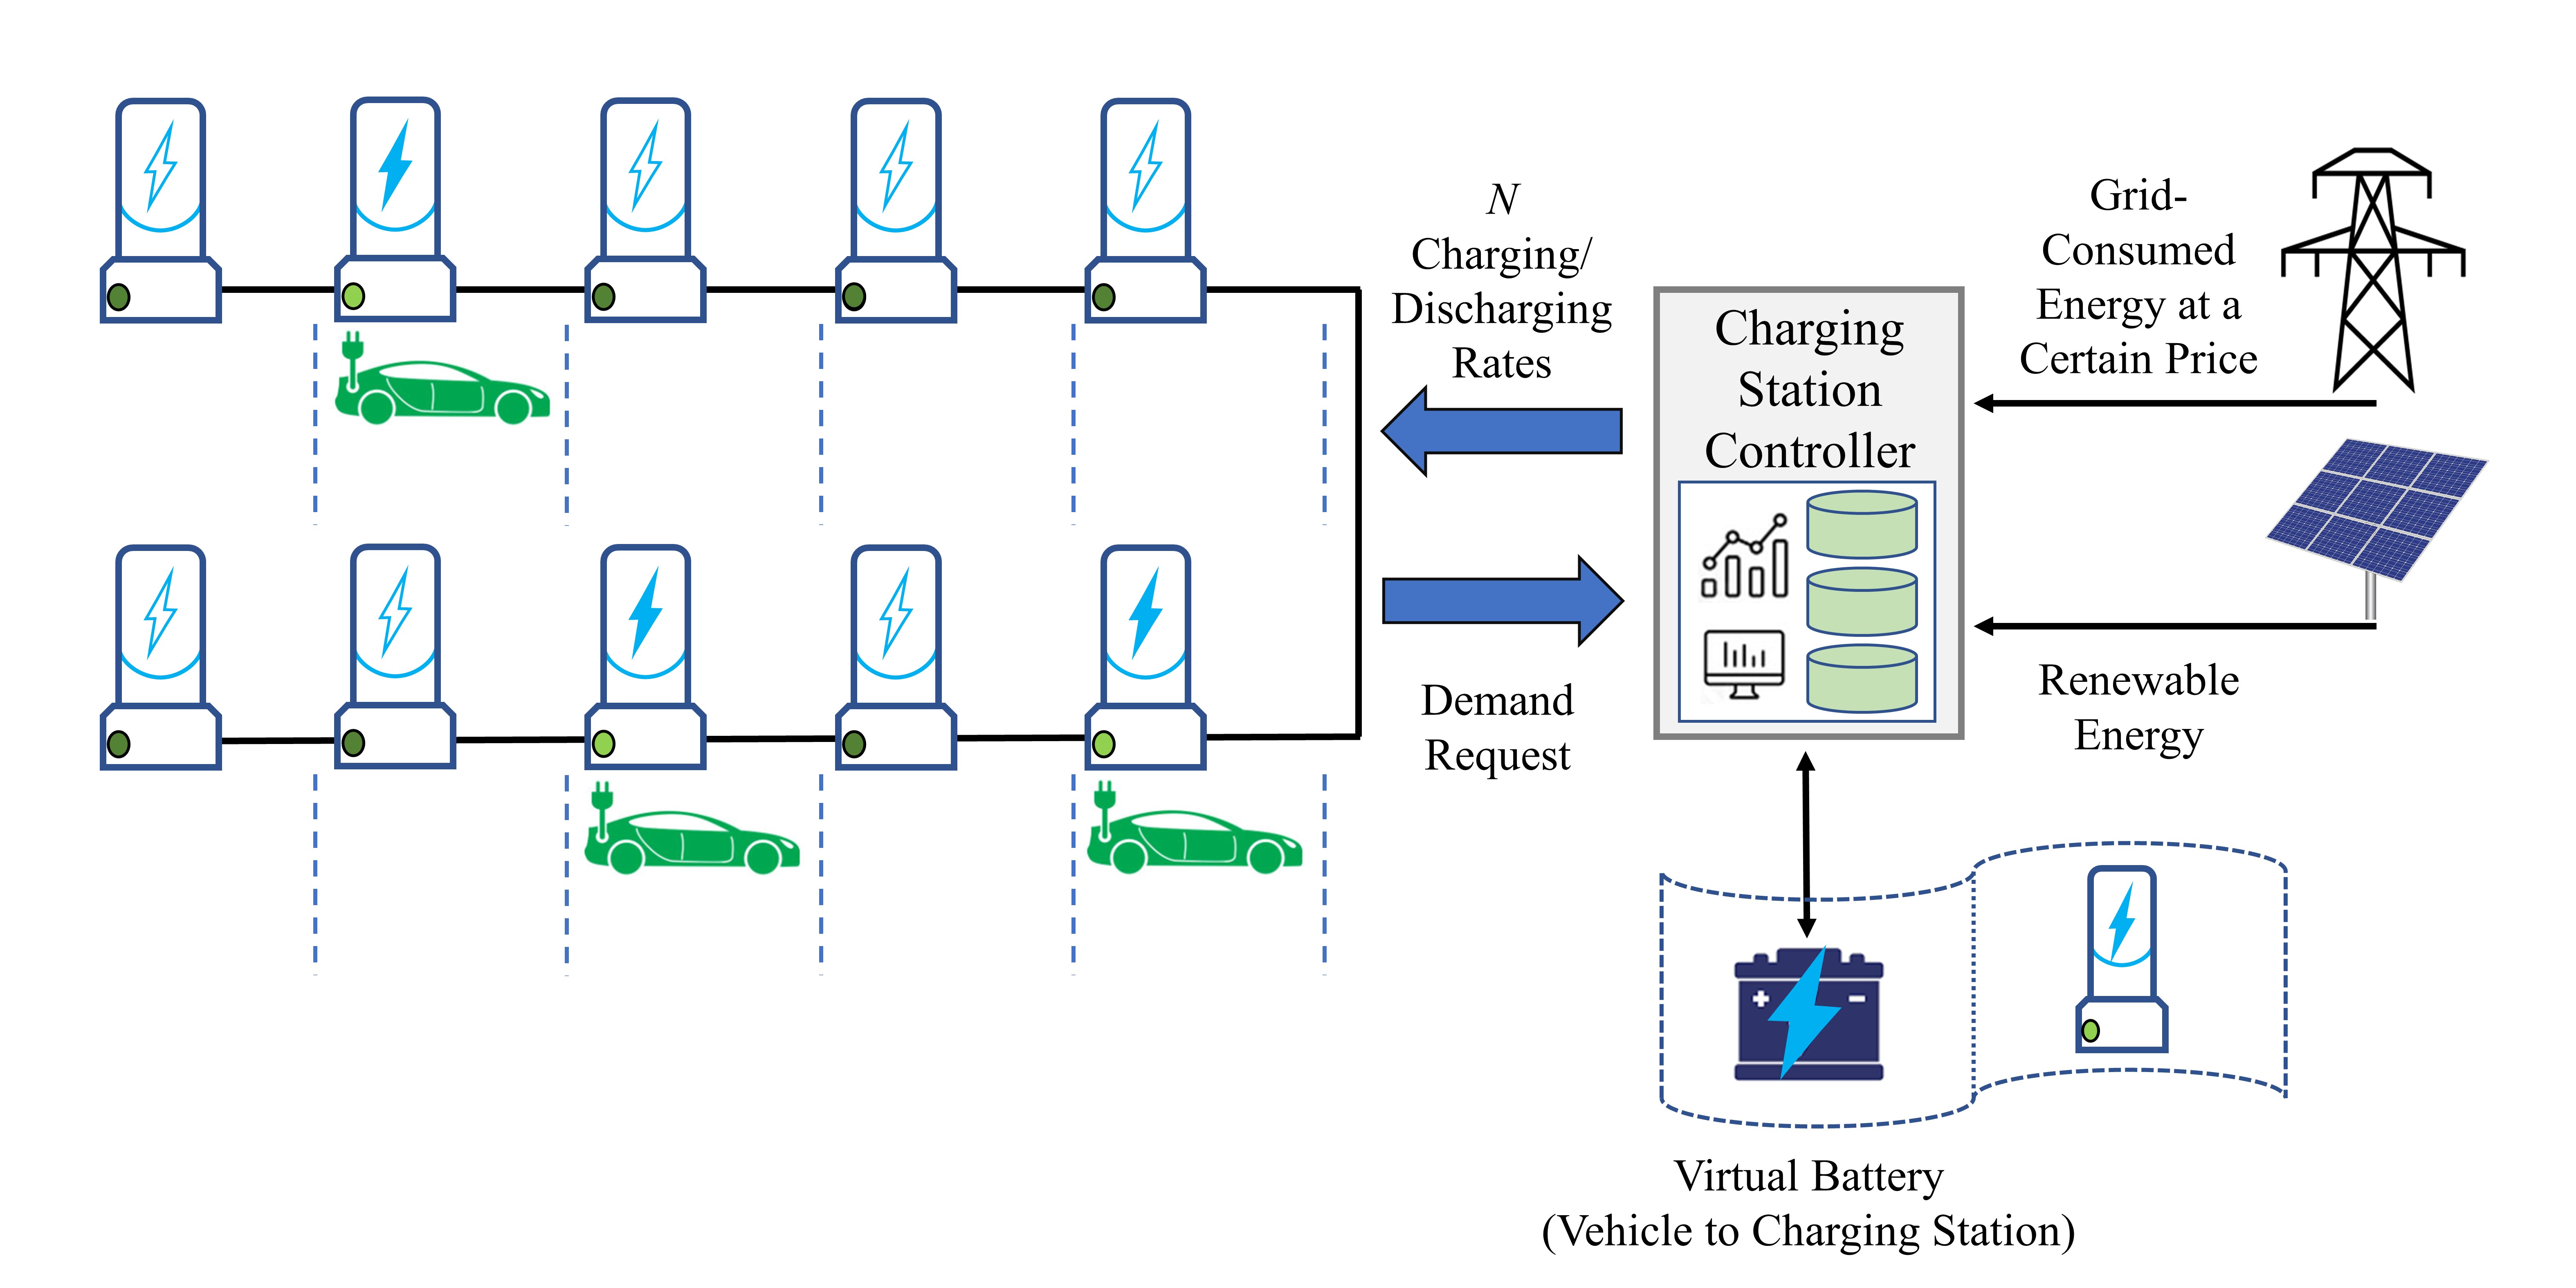 N
Charging/
Discharging
Rates
Demand
Request
Charging
Station
Controller
Grid-
Consumed
Energy at a
Certain Price
Renewable
Energy
Virtual Battery
(Vehicle to Charging Station)